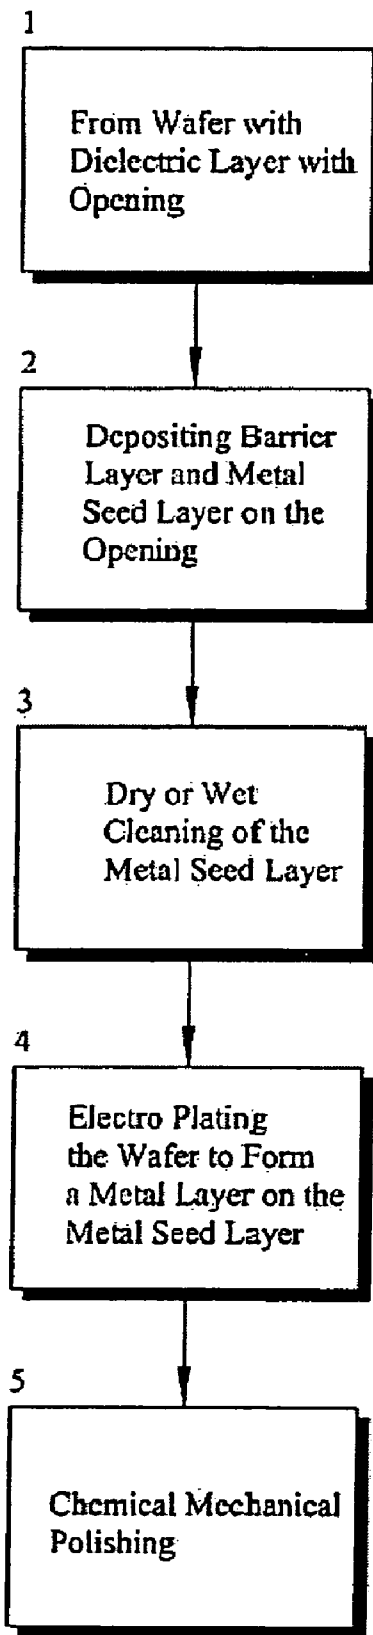 1
From Wafer with
Dielectric Layer with
Opening
2
Depositing Barrier
Layer and Metal
Seed Layer on the
Opening
3
Dry or Wet
Cleaning of the
Metal Seed Layer
4
Electro Plating
the Wafer to Form
a Metal Layer on the
Metal Seed Layer
5
Chemical Mechanical
Polishing